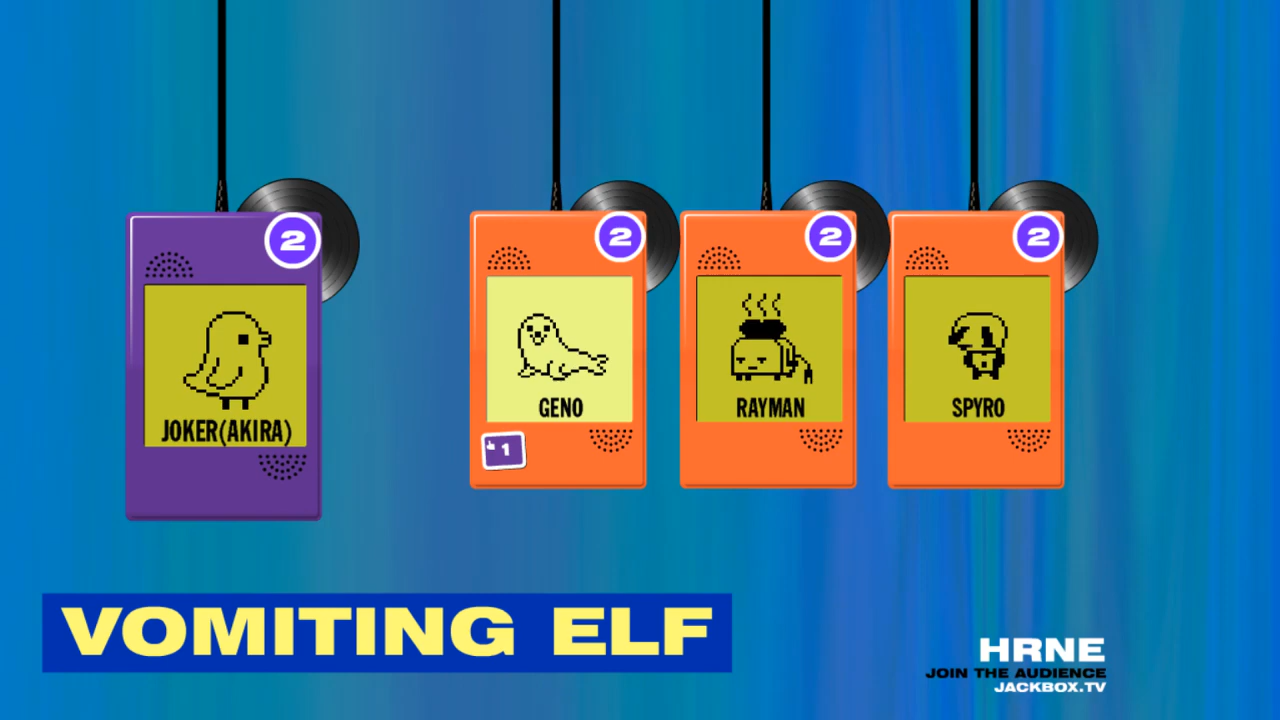 2
2
2
2
JOKER(AKIRA)
GENO
RAYMAN
SPYRO
1
VOMITING ELF
HRNE
JOIN THE AUDIENCE
JACKBOX.TV